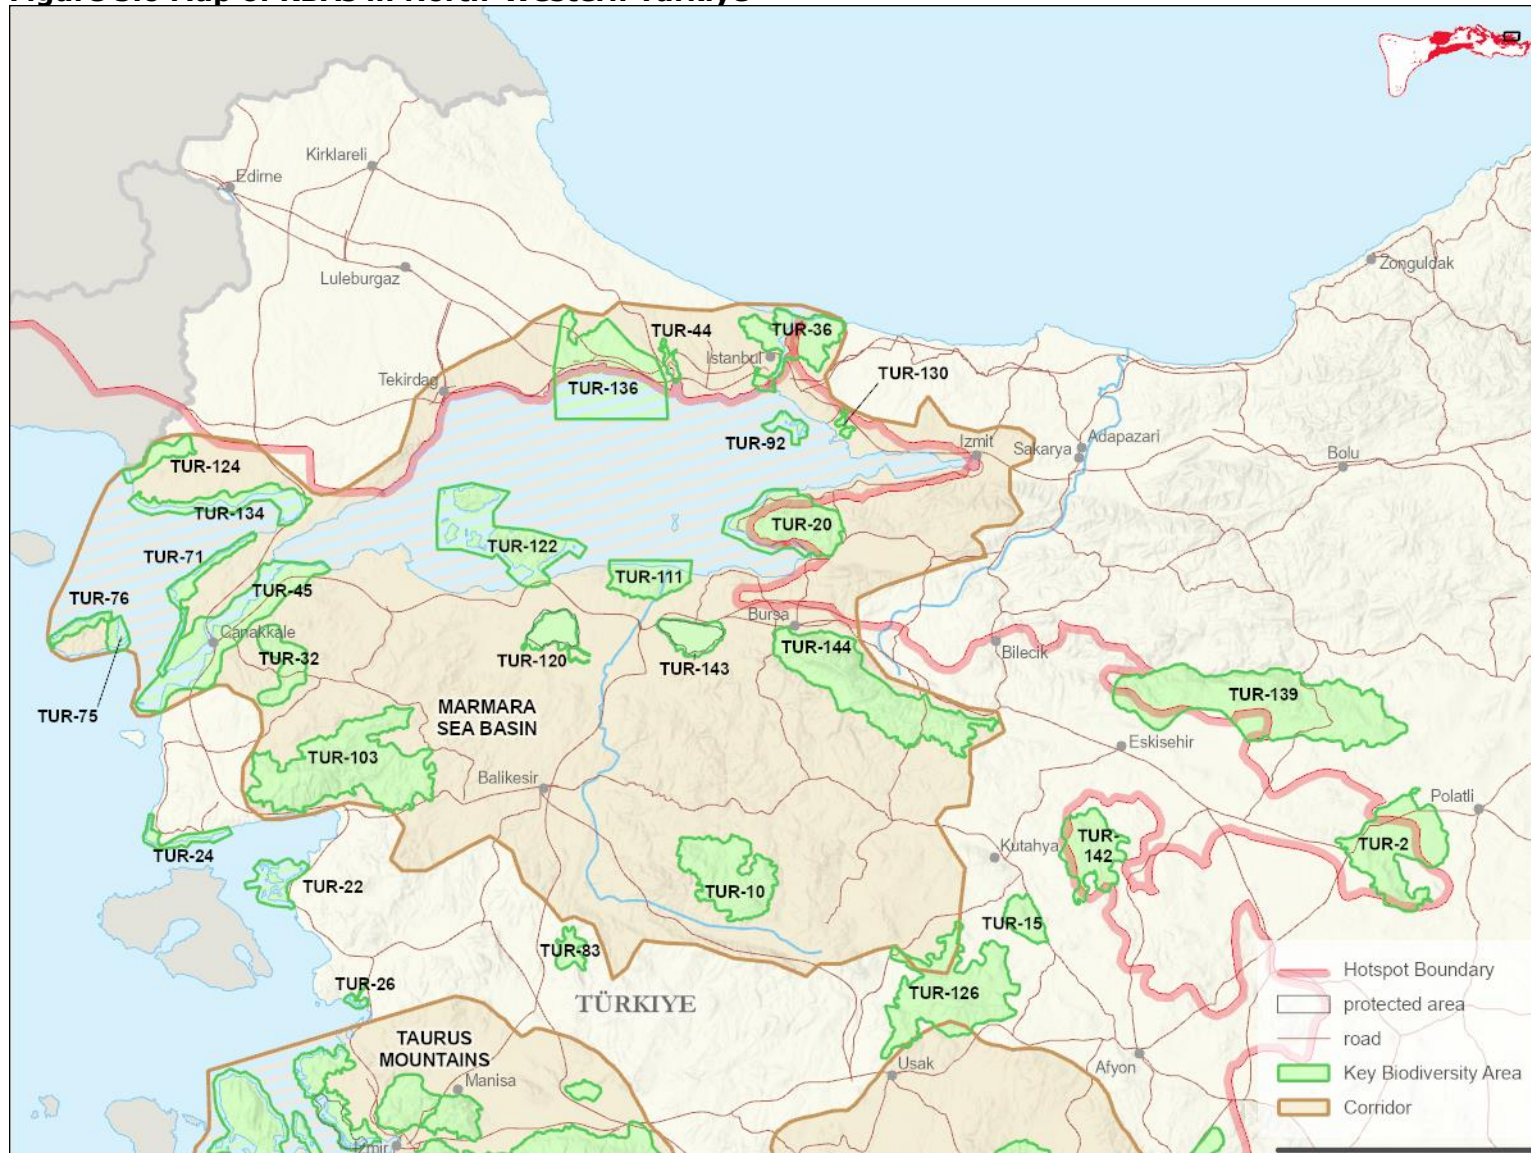 Kirklareli
Edirne
Luleburgaz
Zonguldak
TUR-44
TUR-36
Istanbul
TUR-130
Tekirdag
TUR-136
TUR-92
Izmit
Adapazari
Sakarya
Bolu
TUR-124
TUR-134
TUR-20
TUR-71
TUR-122
TUR-45
TUR-111
TUR-76
Bursa
Canakkale
TUR-32
TUR-120
TUR-143
TUR-144
Bilecik
TUR-139
TUR-75
MARMARA
SEA BASIN
Eskisehir
TUR-103
Balikesir
Polatli
TUR-
142
TUR-2
Kutahya
TUR-24
TUR-22
TUR-10
TUR-15
TUR-83
TUR-26
TUR-126
TÜRKIYE
TAURUS
MOUNTAINS
Manisa
Usak
Afyon
Izmir
Hotspot Boundary
protected area
road
Key Biodiversity Area
Corridor